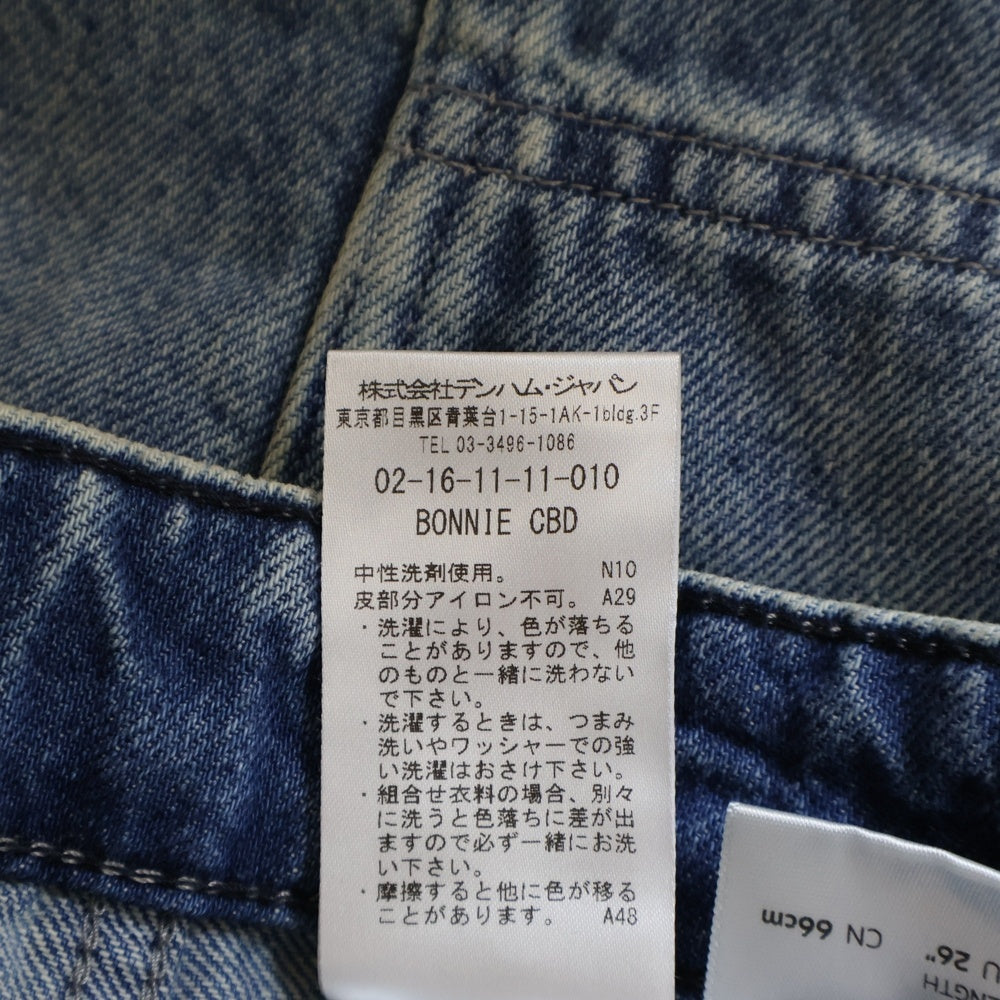 株式会社デンハム・ジャパン
東京都目黒区青葉台1-15-1AK-1bldg.3F
TEL 03-3496-1086
02-16-11-11-010
BONNIE CBD
中性洗剤使用。 N10
皮部分アイロン不可。 A29
・洗濯により、色が落ちる
ことがありますので、他
のものと一緒に洗わない
で下さい。
・洗濯するときは、つまみ
洗いやワッシャーでの強
い洗濯はおさけ下さい。
・組合せ衣料の場合、別々
に洗うと色落ちに差が出
ますので必ず一緒にお洗
い下さい。
・摩擦すると他に色が移る
ことがあります。 A48
CN 66cm
U 26"
ENGTH